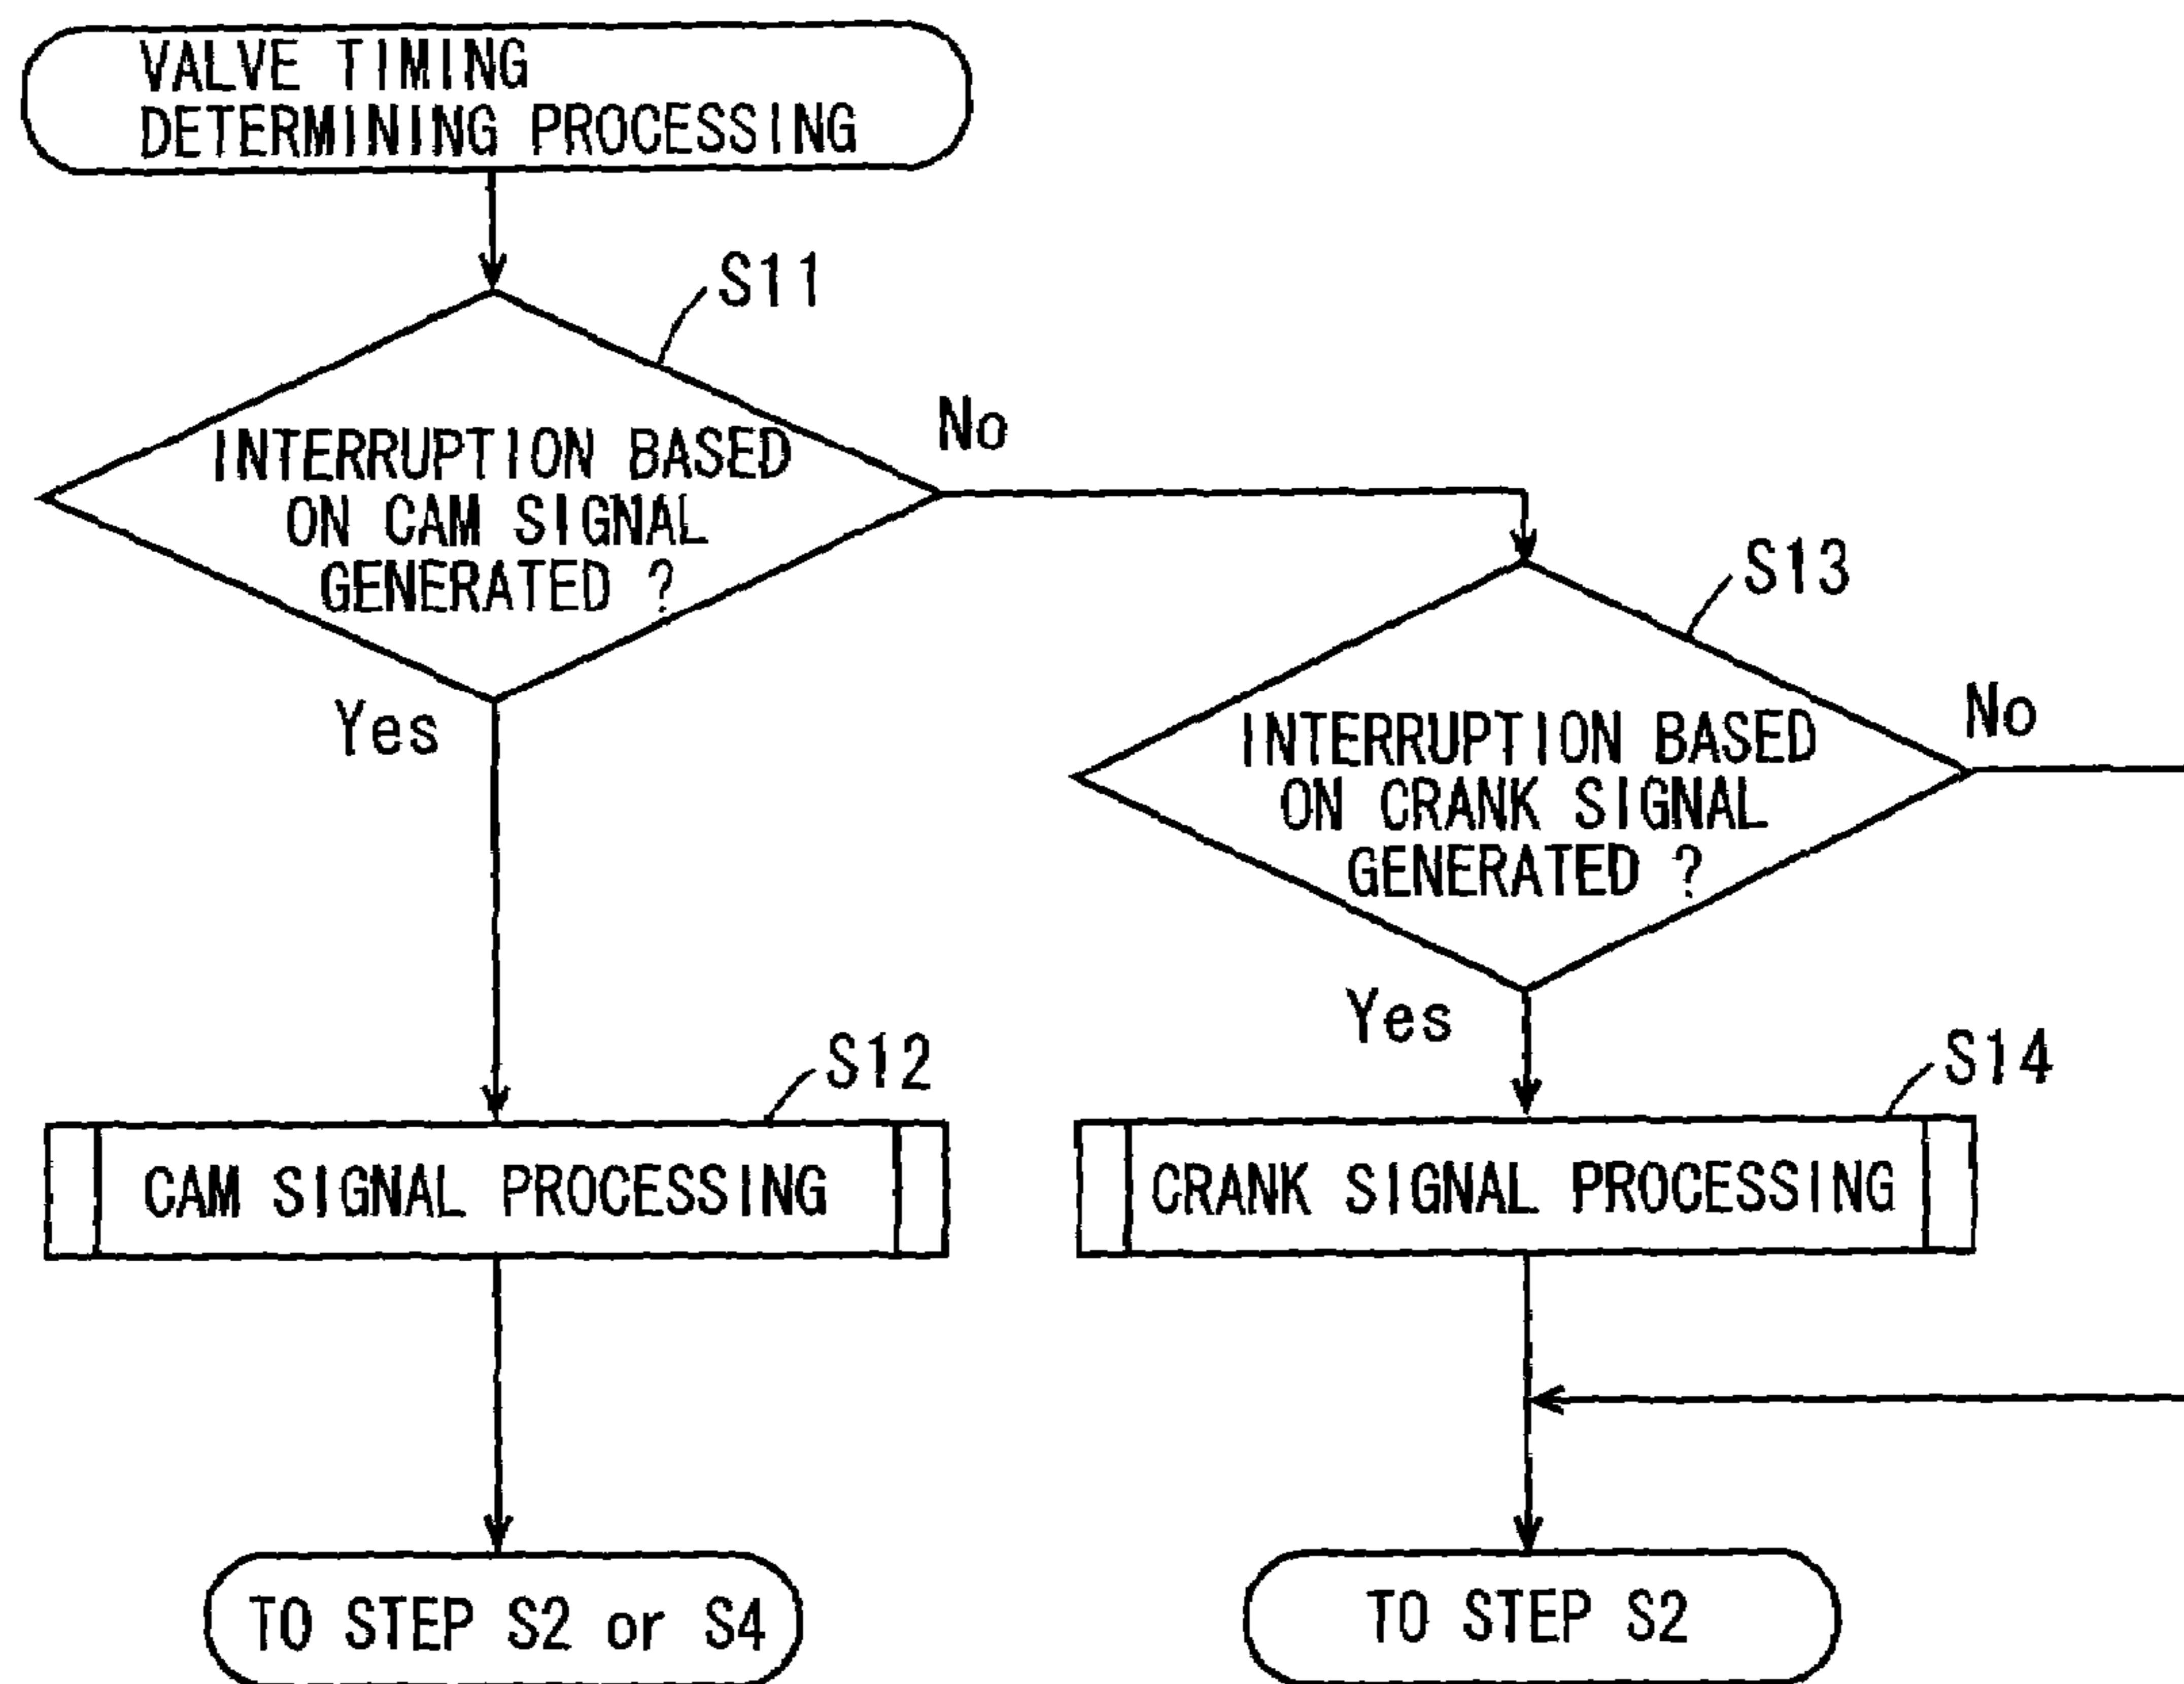 VALVE TIMING
DETERMINING PROCESSING
S11
INTERRUPTION BASED
ON CAM SIGNAL
GENERATED ?
No
Yes
S13
INTERRUPTION BASED
ON CRANK SIGNAL
GENERATED ?
No
Yes
S12
CAM SIGNAL PROCESSING
S14
CRANK SIGNAL PROCESSING
TO STEP S2 or S4
TO STEP S2